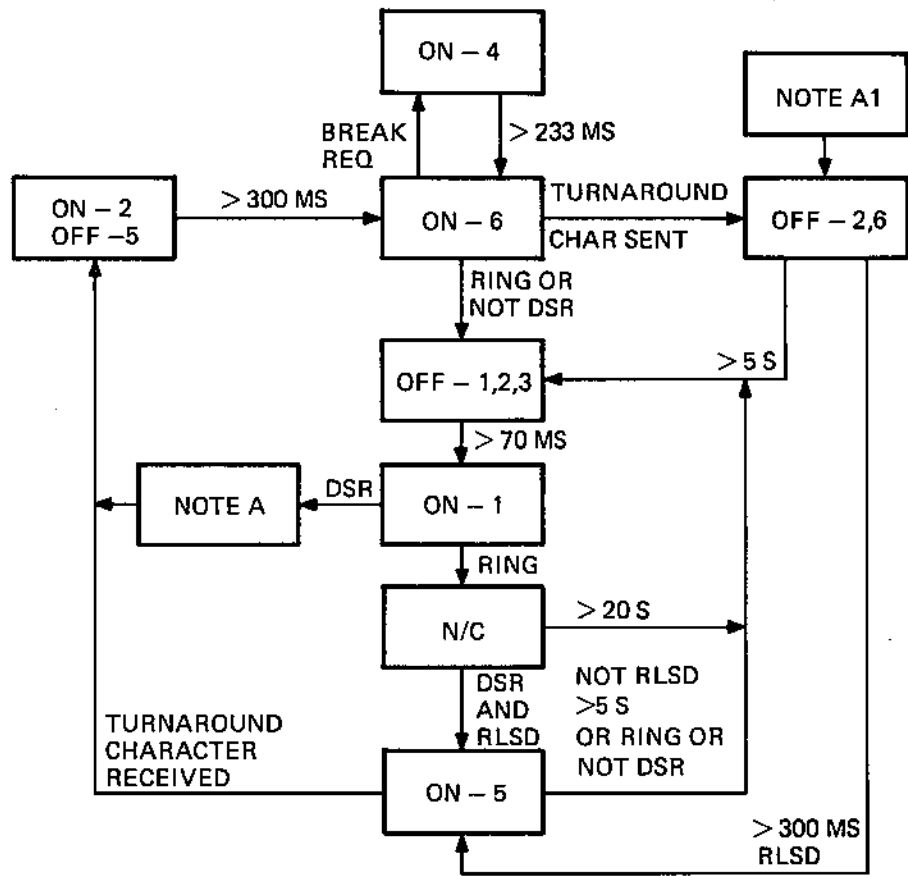 ON – 4
NOTE A1
BREAK
REQ
> 233 MS
ON – 2
OFF –5
> 300 MS
ON – 6
TURNAROUND
CHAR SENT
OFF – 2,6
RING OR
NOT DSR
OFF – 1,2,3
> 5 S
> 70 MS
NOTE A
DSR
ON – 1
RING
N/C
> 20 S
DSR
AND
RLSD
NOT RLSD
>5 S
OR RING OR
NOT DSR
TURNAROUND
CHARACTER
RECEIVED
ON – 5
> 300 MS
RLSD